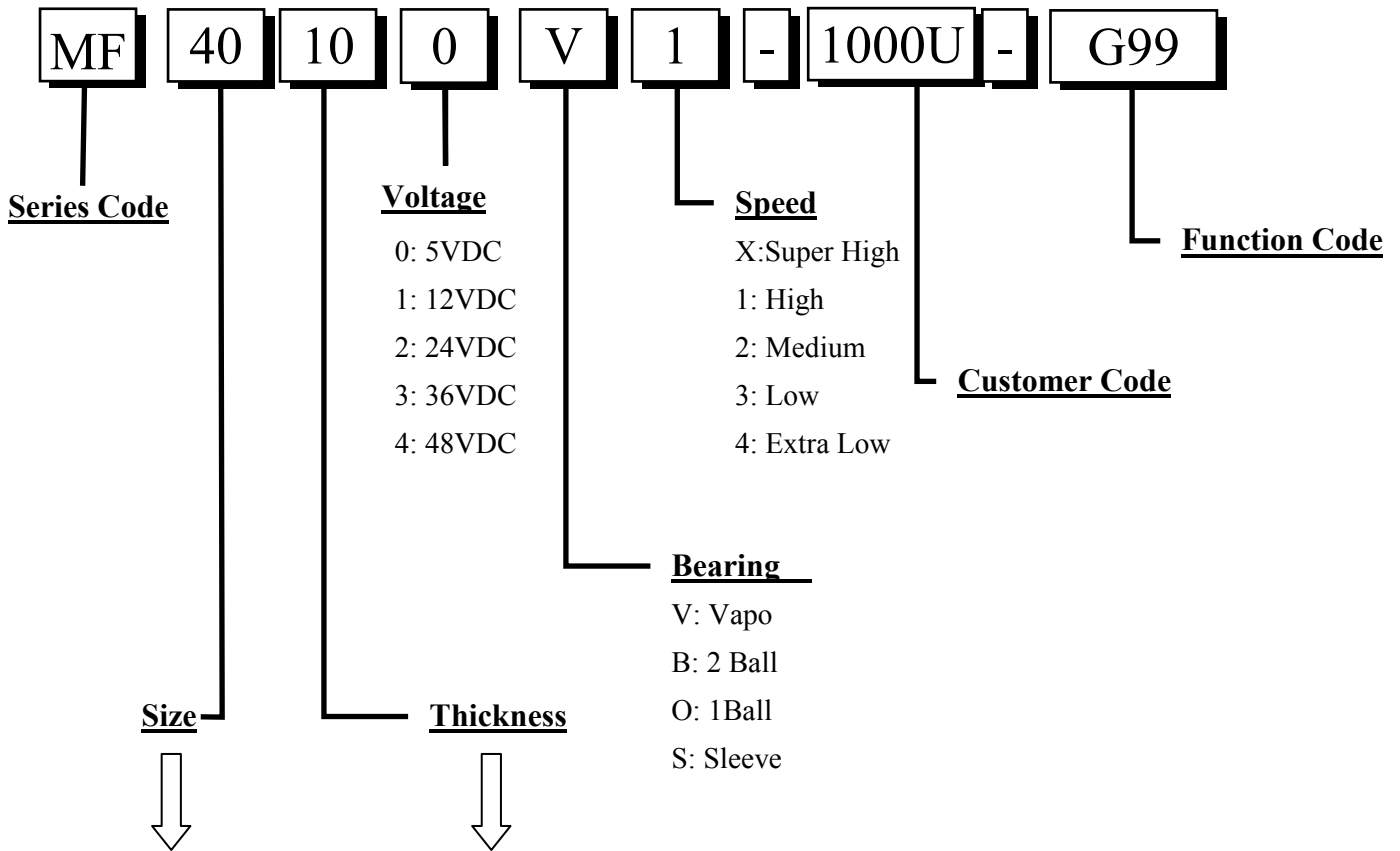 MF 40 10 0 V 1 - 1000U - G99
Series Code
Voltage
0: 5VDC
1: 12VDC
2: 24VDC
3: 36VDC
4: 48VDC
Speed
X:Super High
1: High
2: Medium
3: Low
4: Extra Low
Function Code
Customer Code
Bearing
V: Vapo
B: 2 Ball
O: 1Ball
S: Sleeve
Size
Thickness